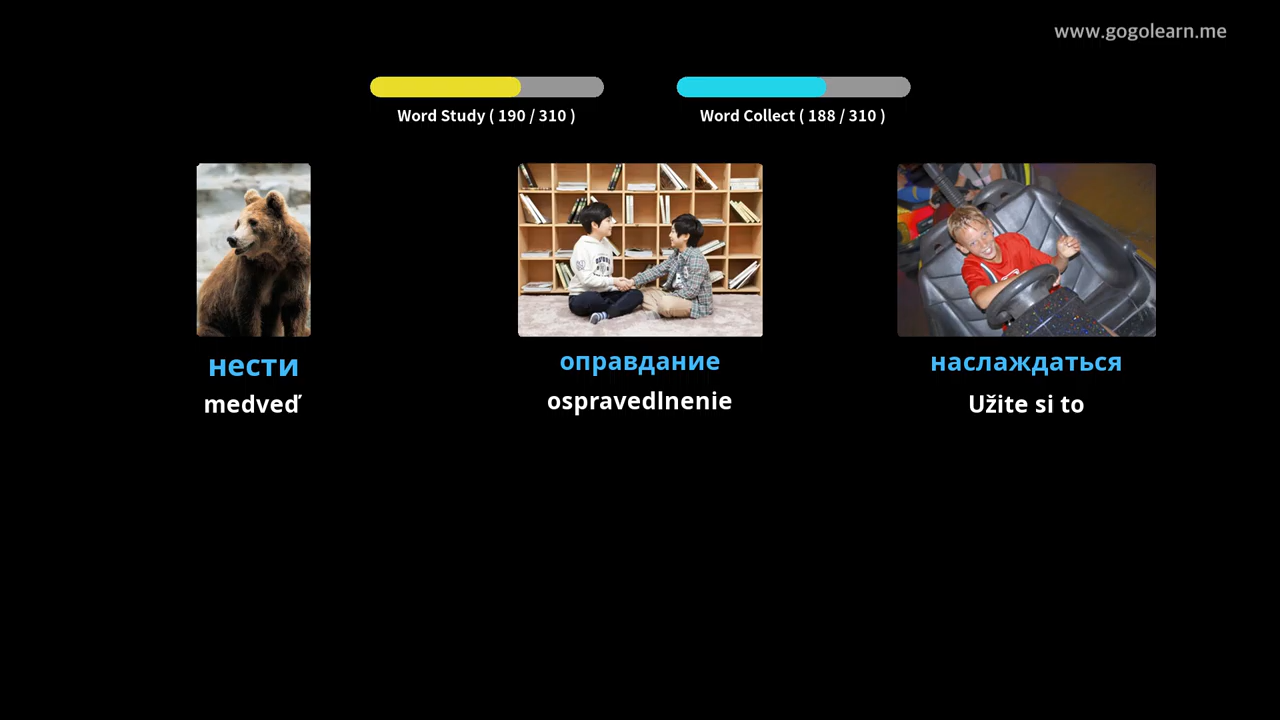 www.gogolearn.me
Word Study ( 190 / 310 )
Word Collect ( 188 / 310 )
нести
medveď
оправдание
ospravedlnenie
наслаждаться
Užite si to